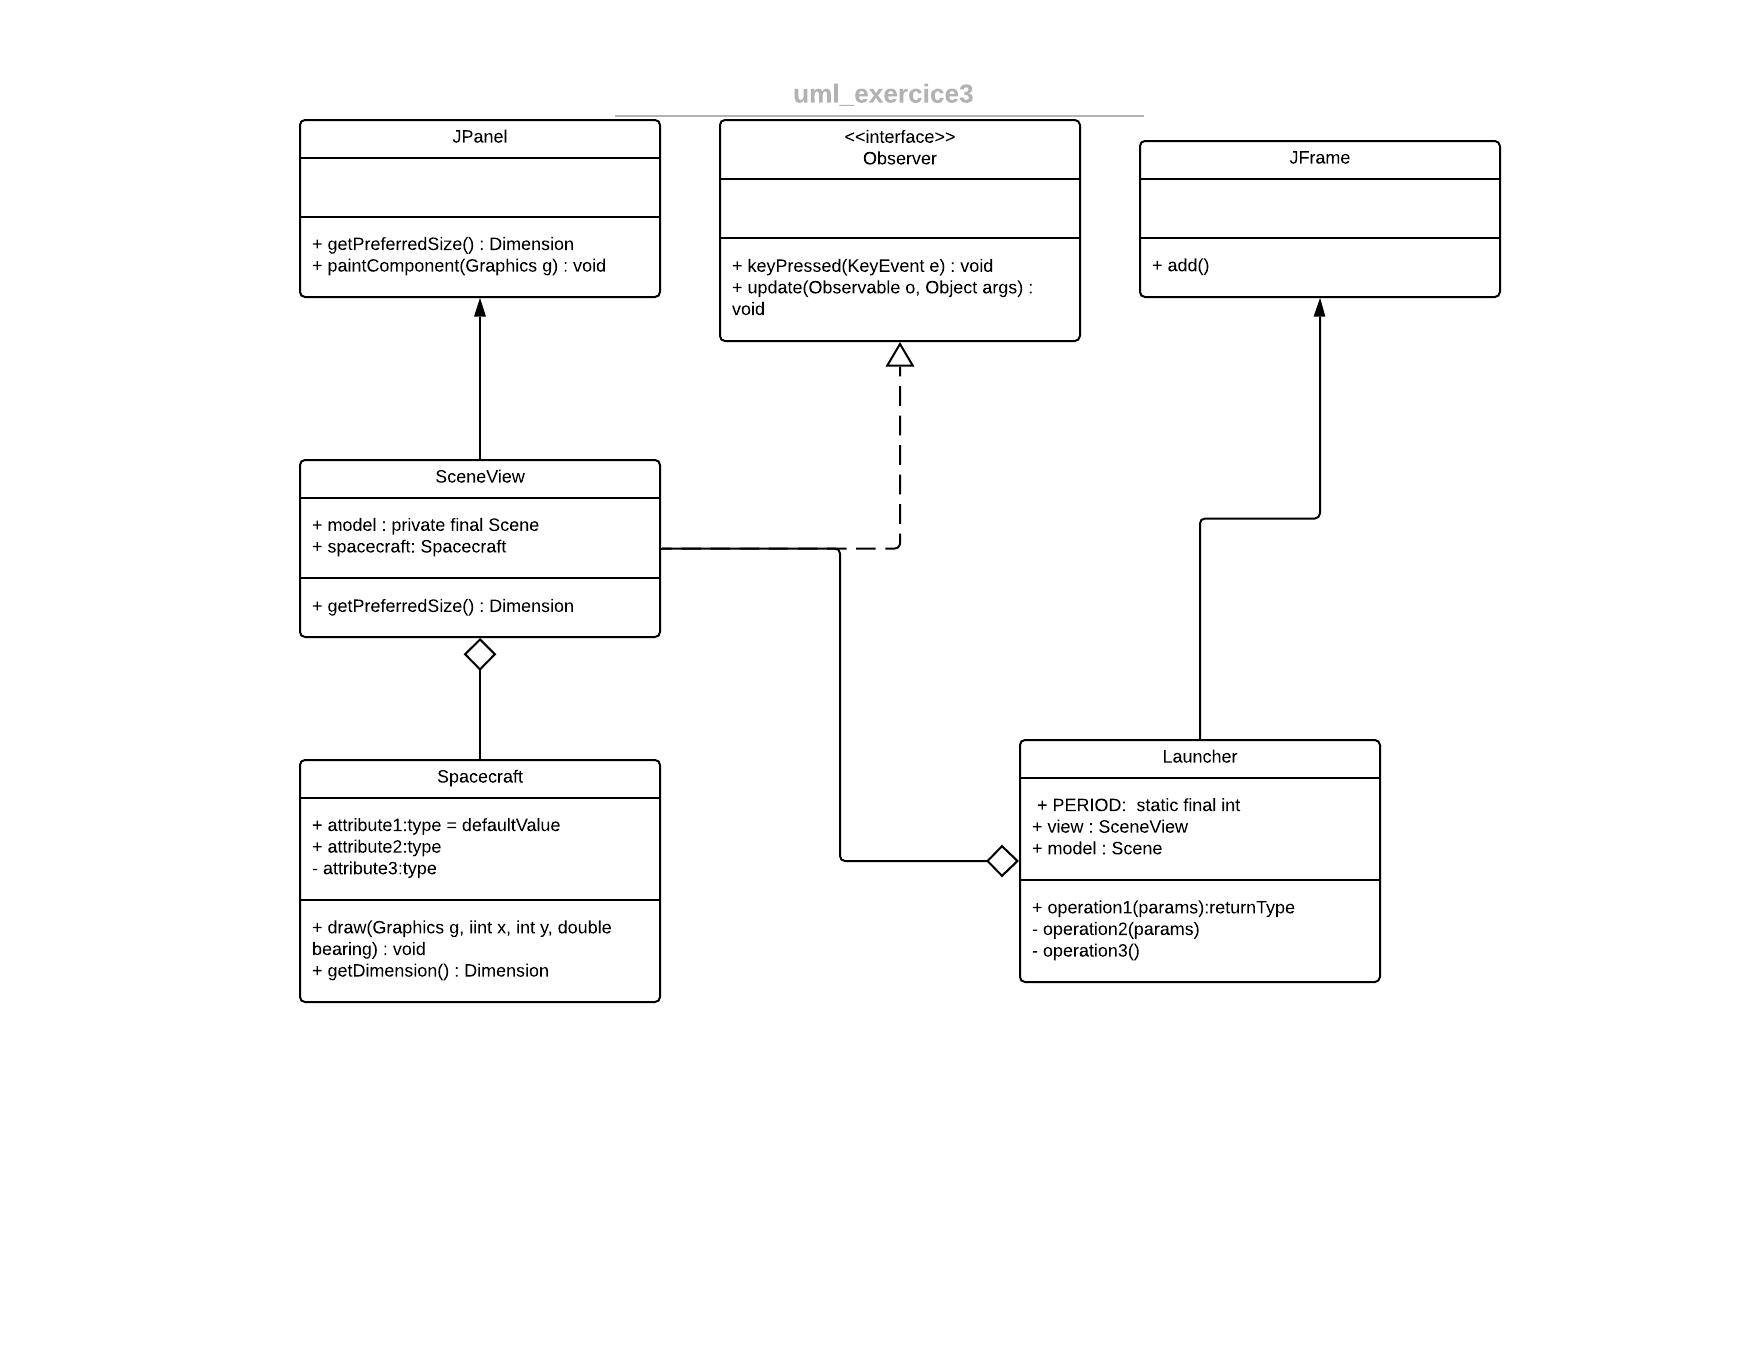 uml_exercice3
JPanel
+ getPreferredSize() : Dimension
+ paintComponent(Graphics g) : void
<<interface>>
Observer
+ keyPressed(KeyEvent e) : void
+ update(Observable o, Object args) :
void
JFrame
+ add()
SceneView
+ model : private final Scene
+ spacecraft: Spacecraft
+ getPreferredSize() : Dimension
Spacecraft
+ attribute1:type = defaultValue
+ attribute2:type
- attribute3:type
+ draw(Graphics g, iint x, int y, double
bearing) : void
+ getDimension() : Dimension
Launcher
+ PERIOD:  static final int
+ view : SceneView
+ model : Scene
+ operation1(params):returnType
- operation2(params)
- operation3()